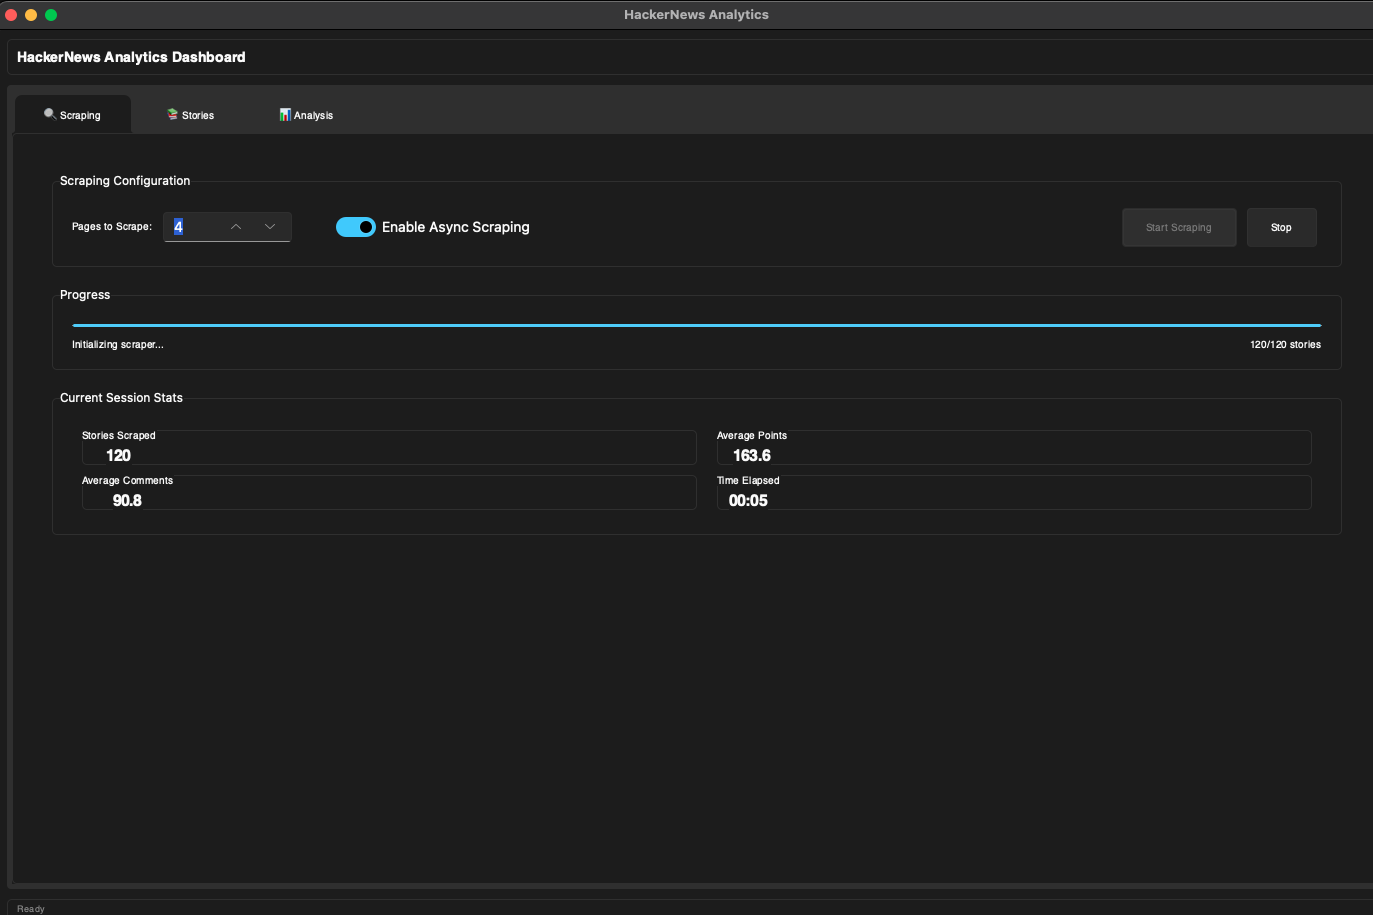 HackerNews Analytics
HackerNews Analytics Dashboard
Scraping
Stories
Analysis
Scraping Configuration
Pages to Scrape:
4
Enable Async Scraping
Start Scraping
Stop
Progress
Initializing scraper...
120/120 stories
Current Session Stats
Stories Scraped
120
Average Points
163.6
Average Comments
90.8
Time Elapsed
00:05
Ready